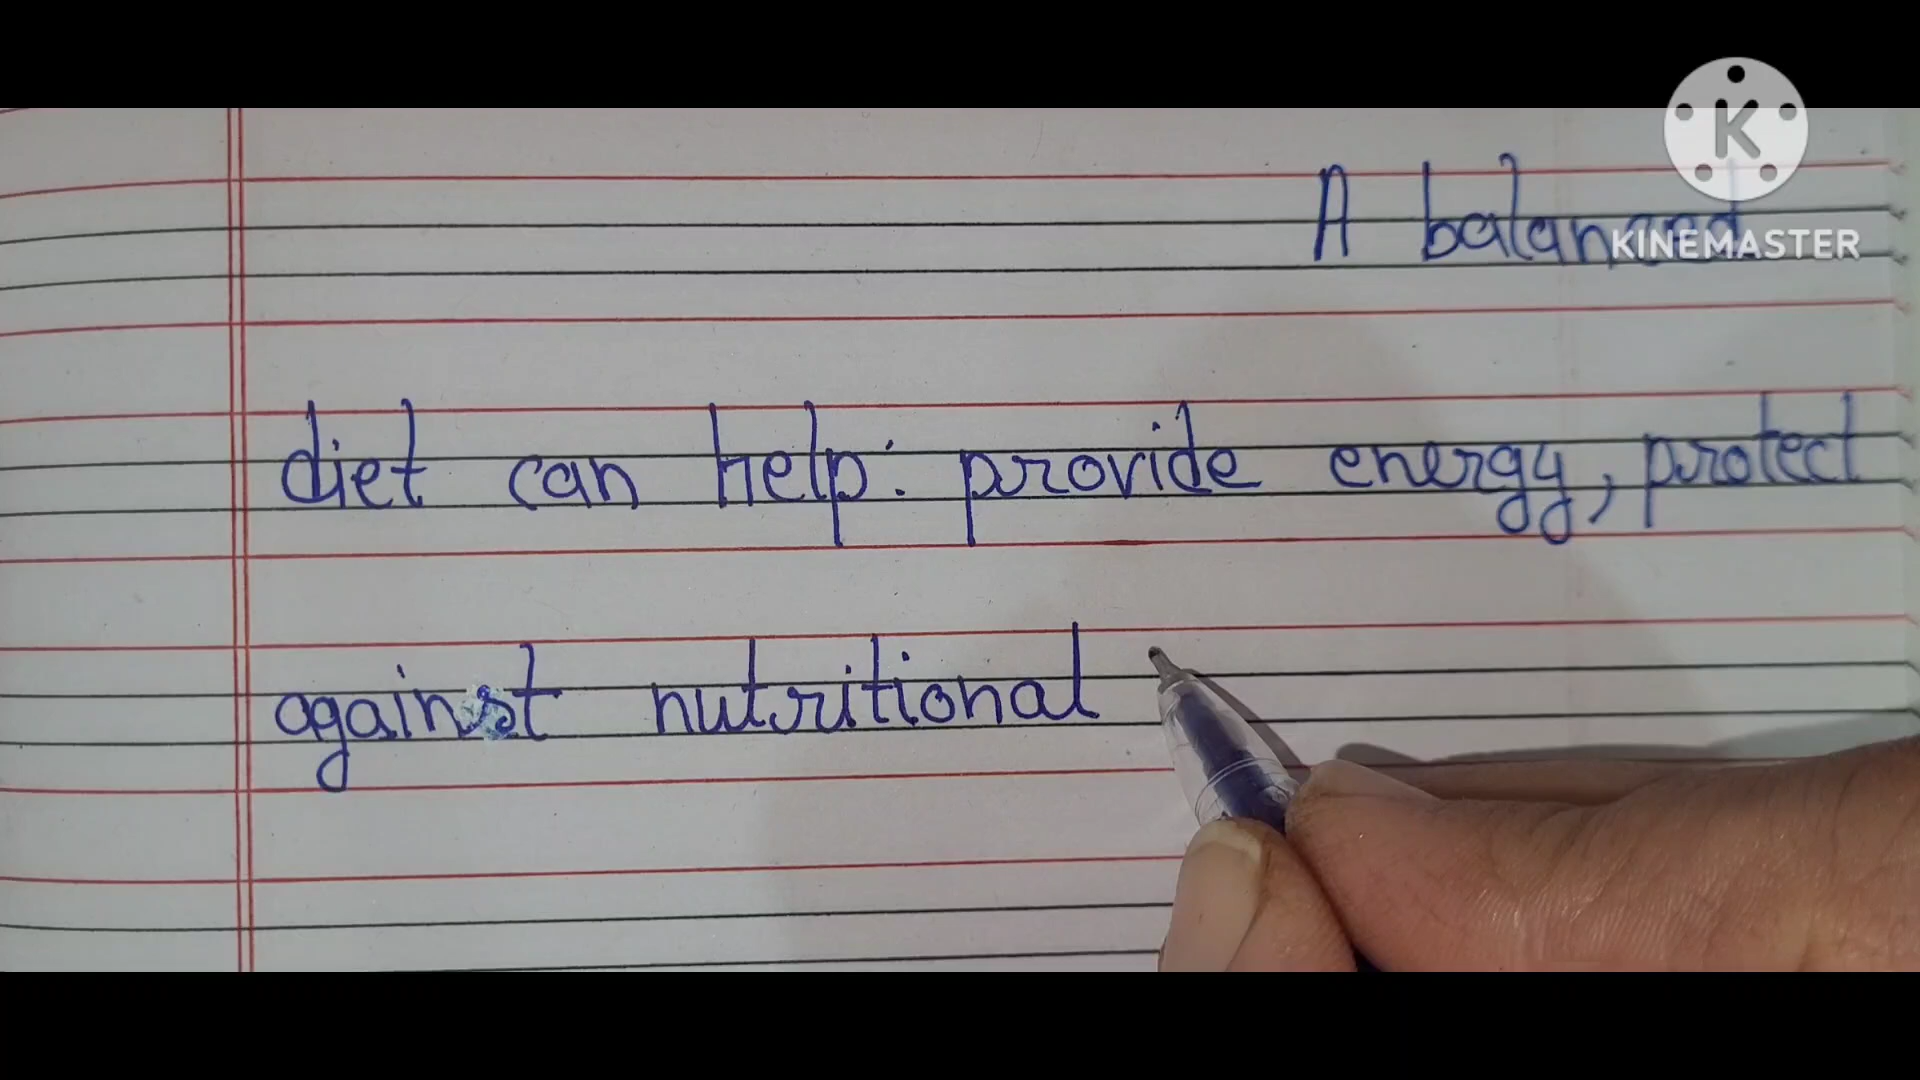 A balanced
KINEMASTER
diet can help: provide energy, protect
against nutritional